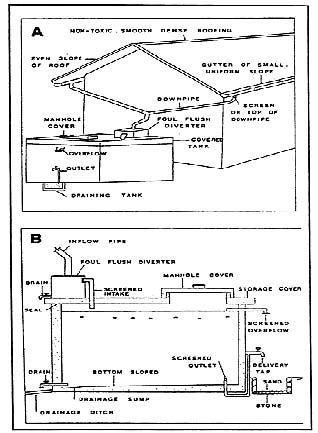 A
NON-TOXIC, SMOOTH DENSE ROOFING
EVEN SLOPE
OF ROOF
GUTTER OF SMALL,
UNIFORM SLOPE
DOWNPIPE
SCREEN
ON TOP OF
DOWNPIPE
FOUL FLUSH
DIVERTER
MANHOLE
COVER
COVERED
TANK
OVERFLOW
OUTLET
DRAINING TANK
B
INFLOW PIPE
FOUL FLUSH DIVERTER
DRAIN
SCREENED
INTAKE
MANHOLE COVER
STORAGE COVER
SEAL
SCREENED
OVERFLOW
DRAIN
BOTTOM SLOPED
SCREENED
OUTLET
DELIVERY
TAP
SAND
STONE
DRAINAGE SUMP
DRAINAGE DITCH